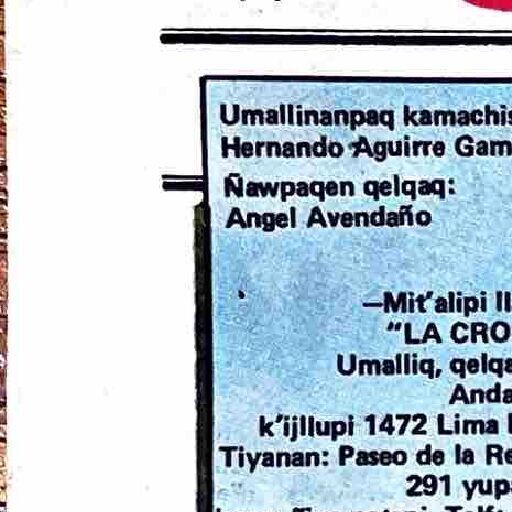 Umallinanpaq kamachis
Hernando Aguirre Gam
Ñawpaqen qelqaq:
Angel Avendaño
—Mit'alipi ll
"LA CRO
Umalliq, qelqa
Anda
k'ijllupi 1472 Lima
Tiyanan: Paseo de la Re
291 yupa